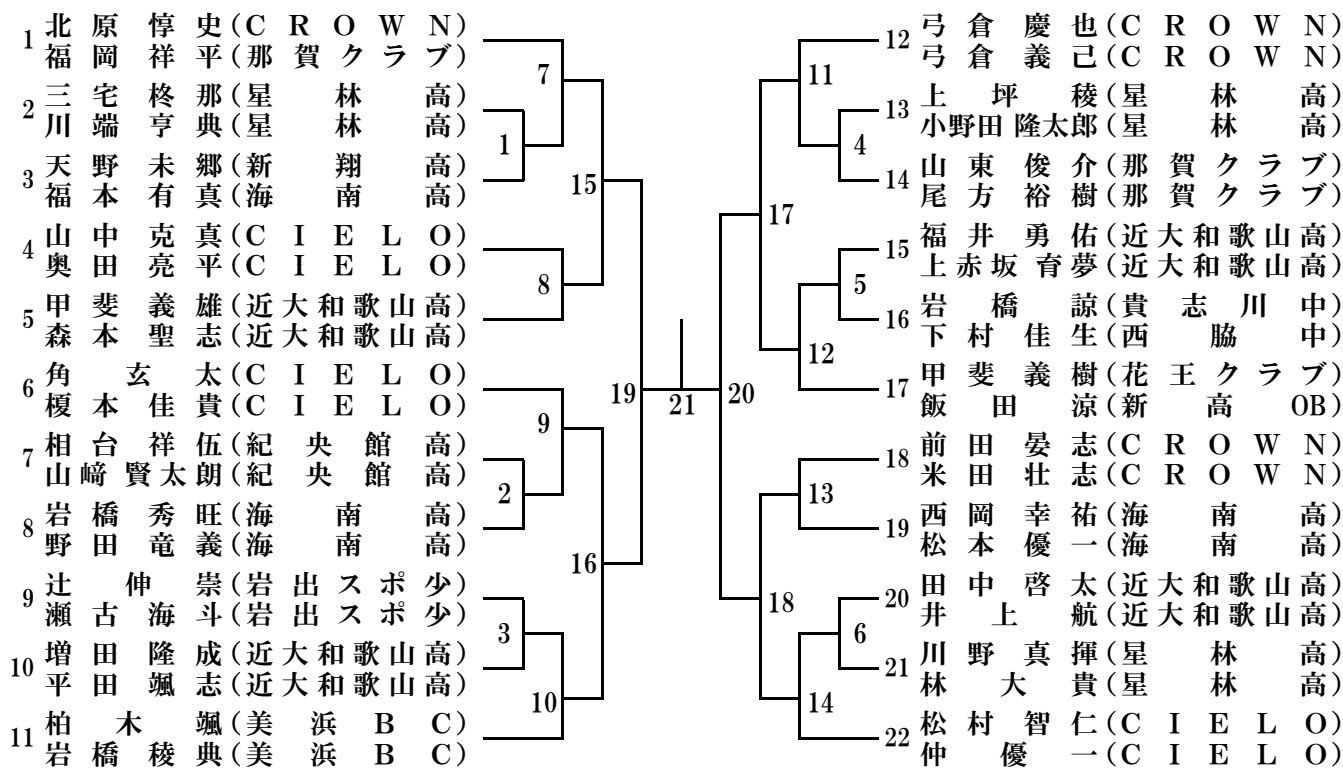 1 北原惇史(CROWN)
福岡祥平(那賀クラブ)
2 三宅柊那(星林高)
川端亨典(星林高)
3 天野未郷(新翔高)
福本有真(海南高)
4 山中克真(CIELO)
奥田亮平(CIELO)
5 甲斐義雄(近大和歌山高)
森本聖志(近大和歌山高)
6 角玄太(CIELO)
榎本佳貴(CIELO)
7 相台祥伍(紀央館高)
山﨑賢太朗(紀央館高)
8 岩橋秀旺(海南高)
野田竜義(海南高)
9 辻伸崇(岩出スポ少)
瀬古海斗(岩出スポ少)
10 増田隆成(近大和歌山高)
平田颯志(近大和歌山高)
11 柏木颯(美浜BC)
岩橋稜典(美浜BC)
7
1
15
8
9
2
16
3
10
19
21
20
11
4
17
5
12
13
18
6
14
12 弓倉慶也(CROWN)
弓倉義己(CROWN)
13 上坪稜(星林高)
小野田隆太郎(星林高)
14 山東俊介(那賀クラブ)
尾方裕樹(那賀クラブ)
15 福井勇佑(近大和歌山高)
上赤坂育夢(近大和歌山高)
16 岩橋諒(貴志川中)
下村佳生(西脇中)
17 甲斐義樹(花王クラブ)
飯田涼(新高OB)
18 前田晏志(CROWN)
米田壮志(CROWN)
19 西岡幸祐(海南高)
松本優一(海南高)
20 田中啓太(近大和歌山高)
井上航(近大和歌山高)
21 川野真揮(星林高)
林大貴(星林高)
22 松村智仁(CIELO)
仲優一(CIELO)